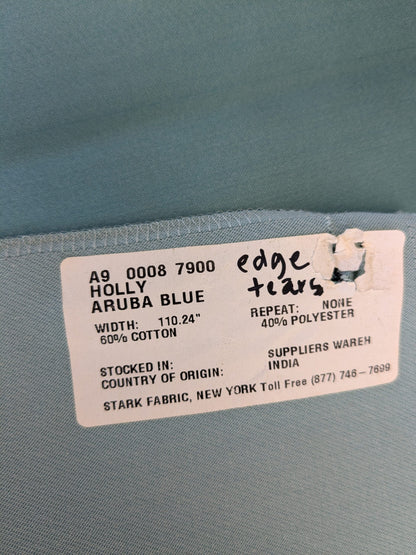 A9 0008 7900
HOLLY
ARUBA BLUE
edge
tears
WIDTH: 110.24" REPEAT: NONE
60% COTTON 40% POLYESTER
STOCKED IN: SUPPLIERS WAREH
COUNTRY OF ORIGIN: INDIA
STARK FABRIC, NEW YORK Toll Free (877) 746-7699